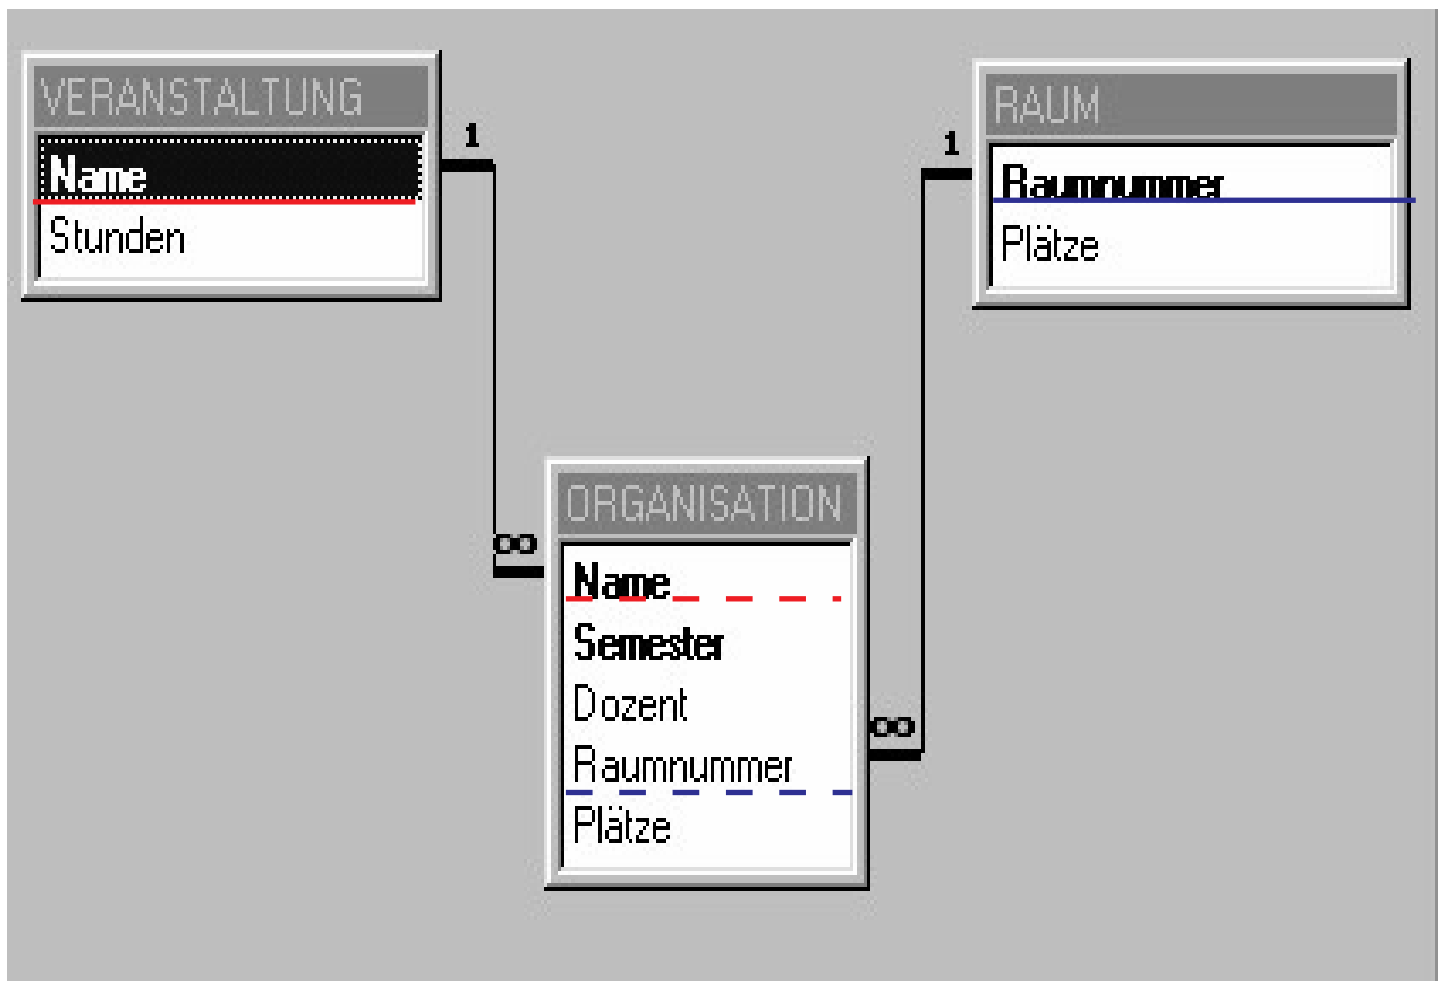 VERANSTALTUNG
Name
Stunden
1
1
RAUM
Raumnummer
Plätze
ORGANISATION
Name
Semester
Dozent
Raumnummer
Plätze
∞
∞